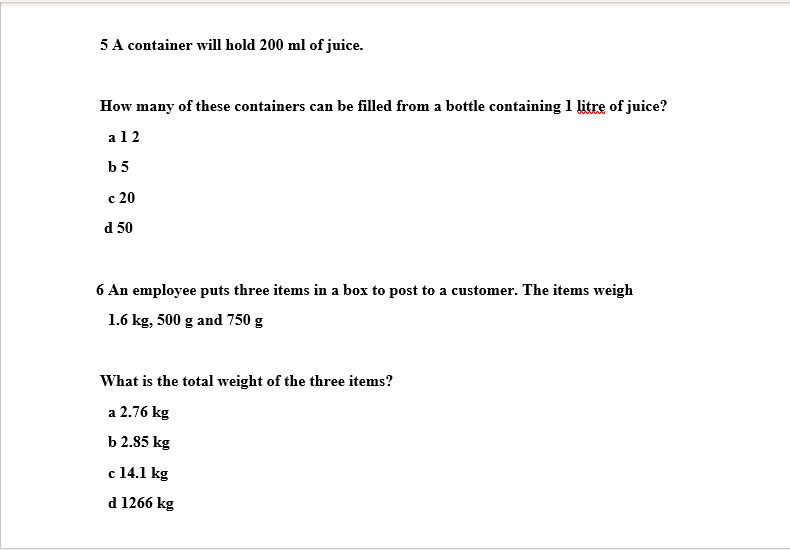 5 A container will hold 200 ml of juice.
How many of these containers can be filled from a bottle containing 1 litre of juice?
a 1 2
b 5
c 20
d 50
6 An employee puts three items in a box to post to a customer. The items weigh
1.6 kg, 500 g and 750 g
What is the total weight of the three items?
a 2.76 kg
b 2.85 kg
c 14.1 kg
d 1266 kg